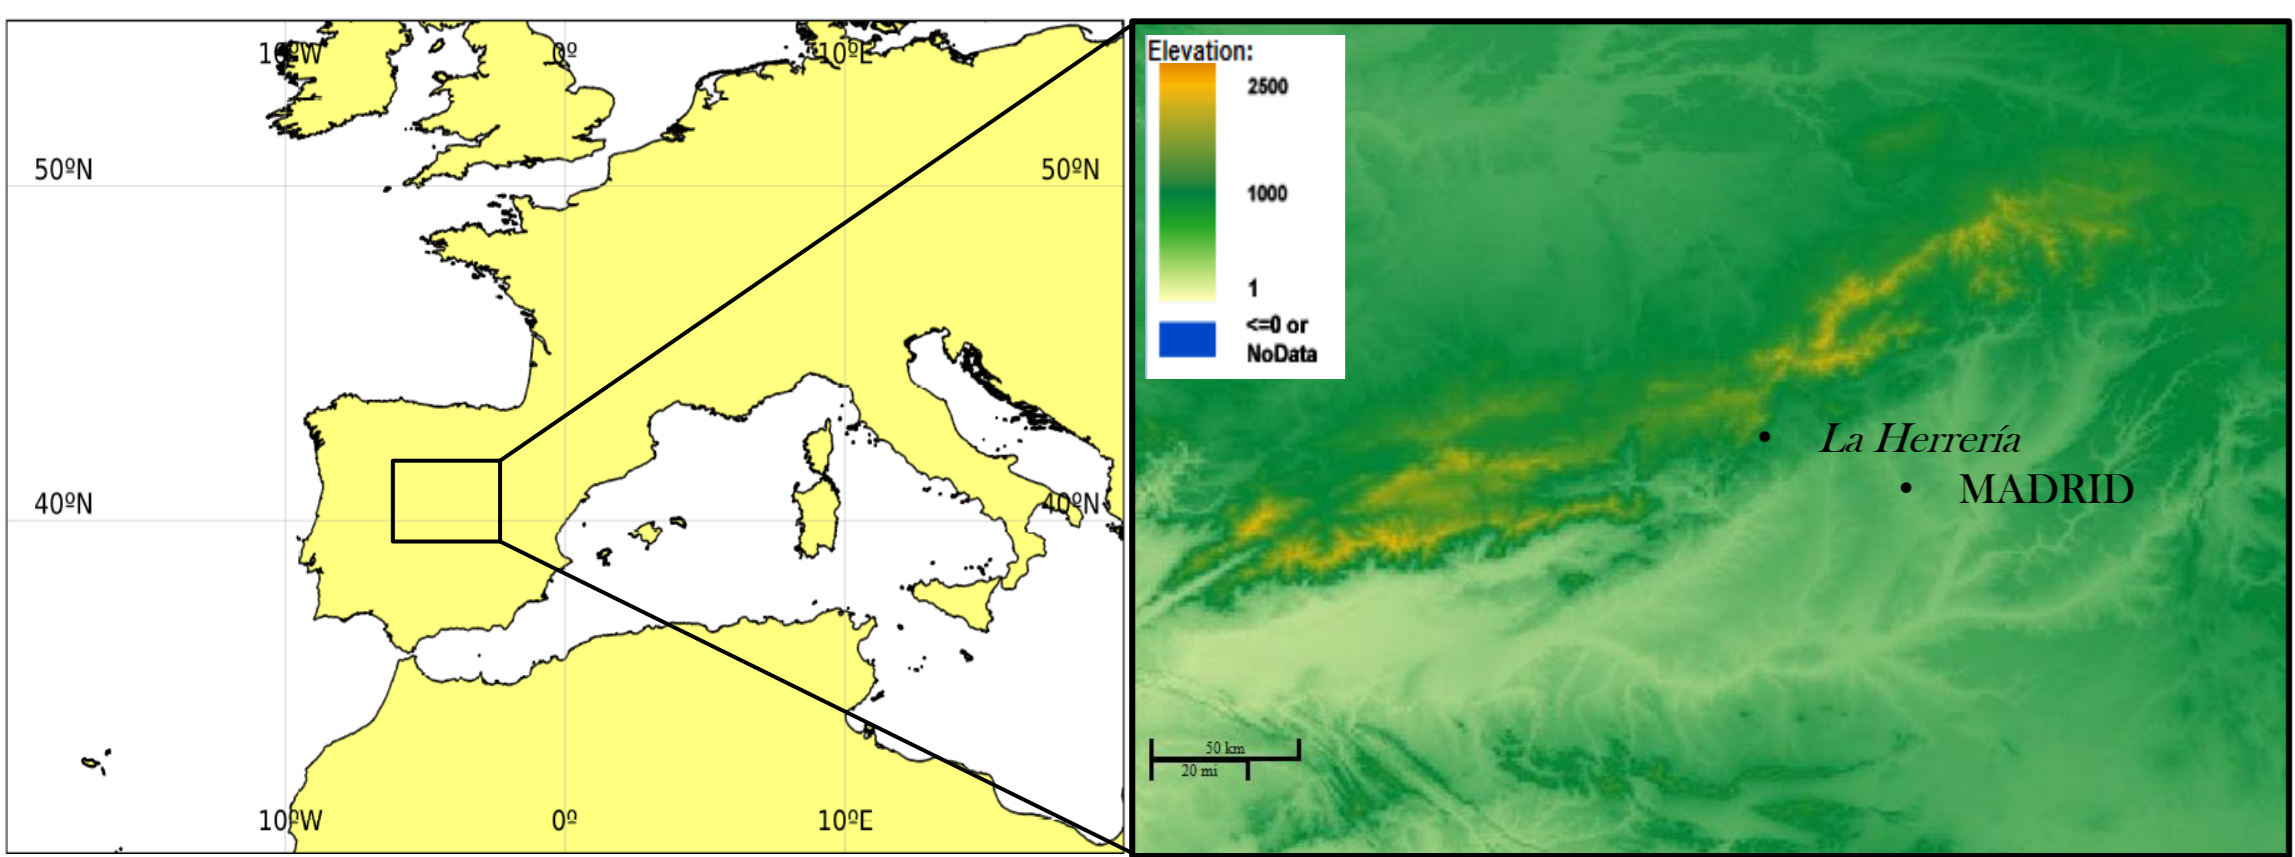 10ºW
0º
10ºE
50ºN
50ºN
40ºN
40ºN
10ºW
0º
10ºE
Elevation:
2500
1000
1
<=0 or
NoData
La Herrería
MADRID
50 km
20 mi